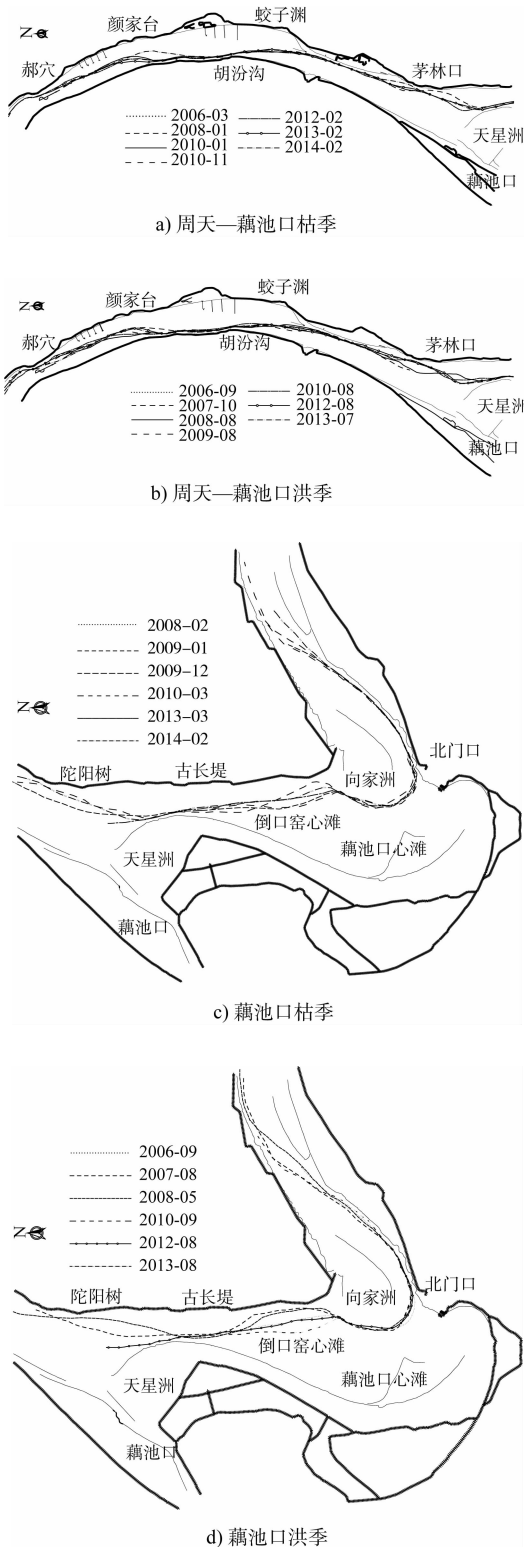 颜家台
蛟子渊
N
郝穴
胡汾沟
茅林口
2006-03
2012-02
2008-01
2013-02
2010-01
2014-02
2010-11
天星洲
藕池口
a) 周天—藕池口枯季
颜家台
蛟子渊
N
郝穴
胡汾沟
茅林口
2006-09
2010-08
2007-10
2012-08
2008-08
2013-07
2009-08
天星洲
藕池口
b) 周天—藕池口洪季
2008-02
2009-01
2009-12
2010-03
2013-03
2014-02
N
北门口
陀阳树
古长堤
向家洲
倒口窑心滩
藕池口心滩
天星洲
藕池口
c) 藕池口枯季
2006-09
2007-08
2008-05
2010-09
2012-08
2013-08
N
北门口
陀阳树
古长堤
向家洲
倒口窑心滩
藕池口心滩
天星洲
藕池口
d) 藕池口洪季